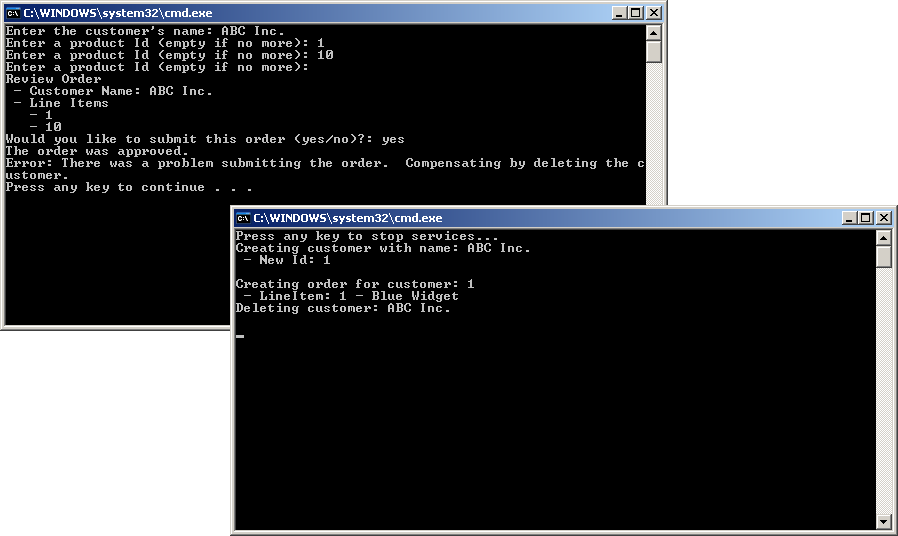 C:\WINDOWS\system32\cmd.exe
Enter the customer's name: ABC Inc.
Enter a product Id (empty if no more): 1
Enter a product Id (empty if no more): 10
Enter a product Id (empty if no more):
Review Order
- Customer Name: ABC Inc.
- Line Items
- 1
- 10
Would you like to submit this order (yes/no)?: yes
The order was approved.
Error: There was a problem submitting the order.  Compensating by deleting the c
ustomer.
Press any key to continue . . .
C:\WINDOWS\system32\cmd.exe
Press any key to stop services...
Creating customer with name: ABC Inc.
- New Id: 1
Creating order for customer: 1
- LineItem: 1 - Blue Widget
Deleting customer: ABC Inc.